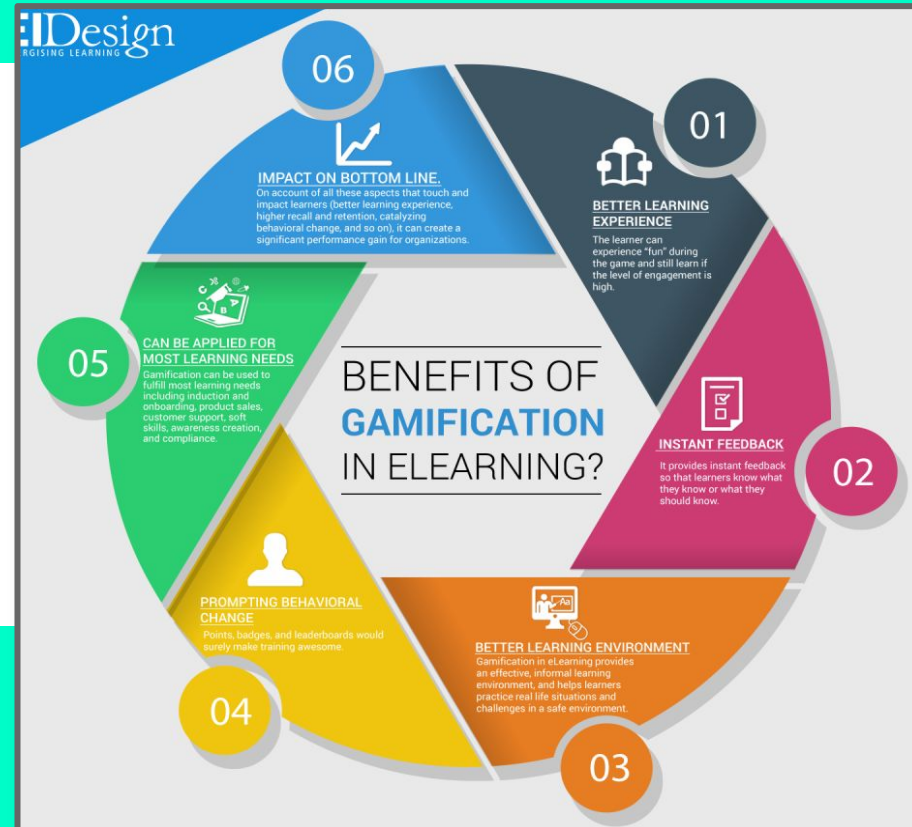 EIDesign
ERGISING LEARNING
06
IMPACT ON BOTTOM LINE.
On account of all these aspects that touch and
impact learners (better learning experience,
higher recall and retention, catalyzing
behavioral change, and so on), it can create a
significant performance gain for organizations.
01
BETTER LEARNING
EXPERIENCE
The learner can
experience "fun" during
the game and still learn if
the level of engagement is
high.
05
CAN BE APPLIED FOR
MOST LEARNING NEEDS
Gamification can be used to
fulfill most learning needs
including induction and
onboarding, product sales,
customer support, soft
skills, awareness creation,
and compliance.
BENEFITS OF
GAMIFICATION
IN ELEARNING?
INSTANT FEEDBACK
It provides instant feedback
so that learners know what
they know or what they
should know.
02
PROMPTING BEHAVIORAL
CHANGE
Points, badges, and leaderboards would
surely make training awesome.
04
Aa
BETTER LEARNING ENVIRONMENT
Gamification in eLearning provides
an effective, informal learning
environment, and helps learners
practice real life situations and
challenges in a safe environment.
03